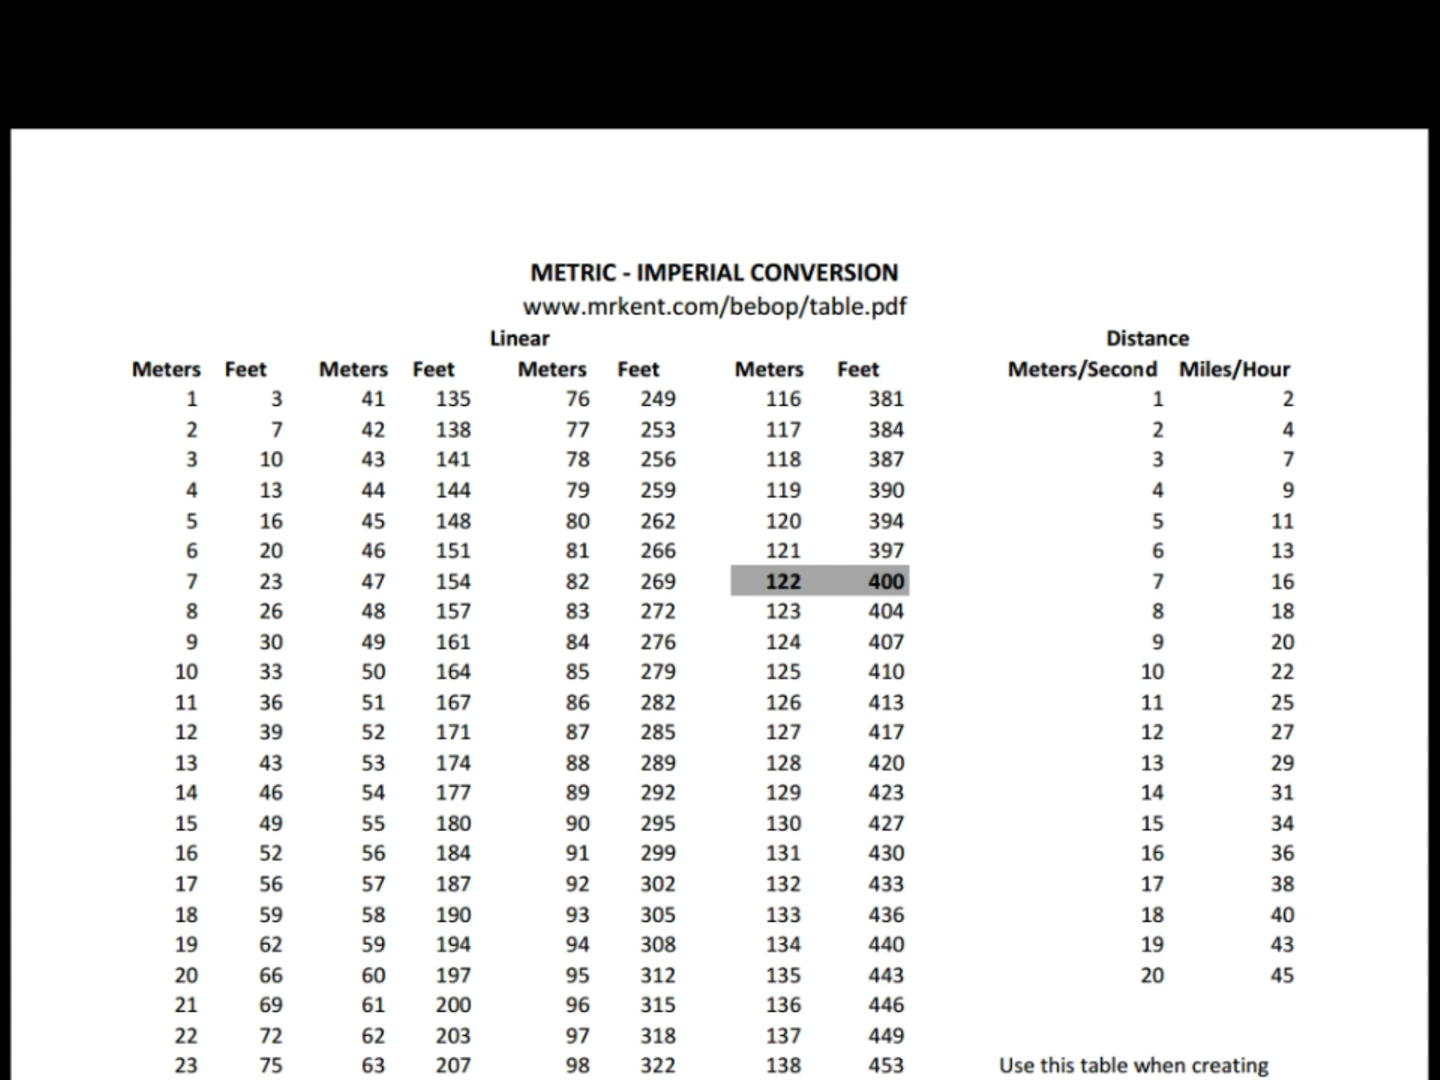 METRIC - IMPERIAL CONVERSION
www.mrkent.com/bebop/table.pdf
Linear Distance
Meters Feet Meters Feet Meters Feet Meters Feet Meters/Second Miles/Hour
1 3 41 135 76 249 116 381 1 2
2 7 42 138 77 253 117 384 2 4
3 10 43 141 78 256 118 387 3 7
4 13 44 144 79 259 119 390 4 9
5 16 45 148 80 262 120 394 5 11
6 20 46 151 81 266 121 397 6 13
7 23 47 154 82 269 122 400 7 16
8 26 48 157 83 272 123 404 8 18
9 30 49 161 84 276 124 407 9 20
10 33 50 164 85 279 125 410 10 22
11 36 51 167 86 282 126 413 11 25
12 39 52 171 87 285 127 417 12 27
13 43 53 174 88 289 128 420 13 29
14 46 54 177 89 292 129 423 14 31
15 49 55 180 90 295 130 427 15 34
16 52 56 184 91 299 131 430 16 36
17 56 57 187 92 302 132 433 17 38
18 59 58 190 93 305 133 436 18 40
19 62 59 194 94 308 134 440 19 43
20 66 60 197 95 312 135 443 20 45
21 69 61 200 96 315 136 446
22 72 62 203 97 318 137 449
23 75 63 207 98 322 138 453 Use this table when creating